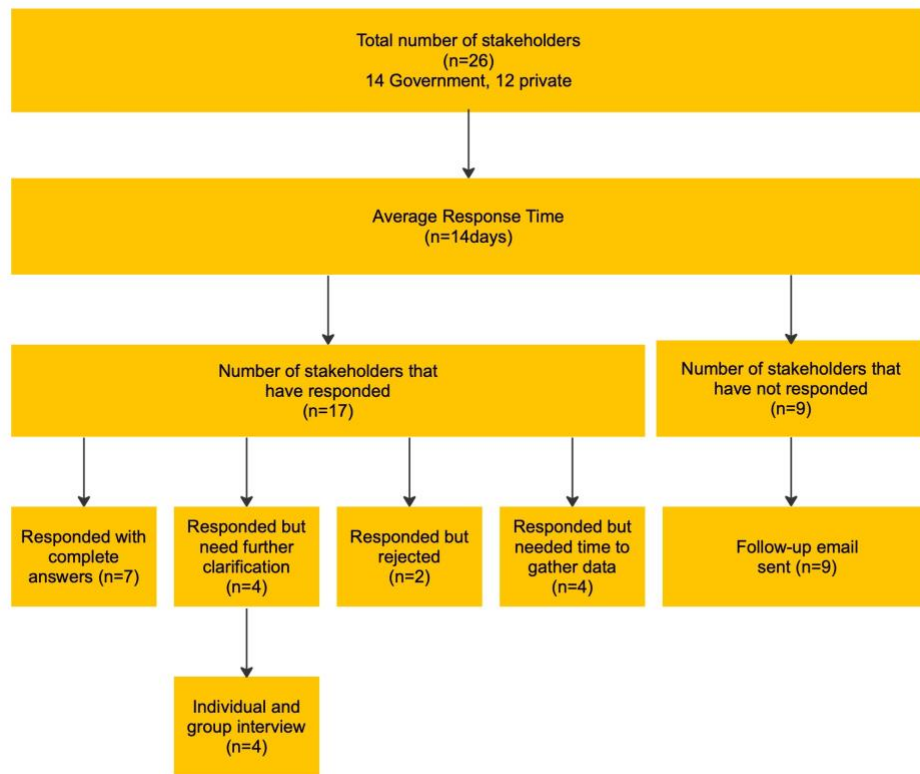 Total number of stakeholders
(n=26)
14 Government, 12 private
Average Response Time
(n=14days)
Number of stakeholders that
have responded
(n=17)
Number of stakeholders that
have not responded
(n=9)
Responded with
complete
answers (n=7)
Responded but
need further
clarification
(n=4)
Responded but
rejected
(n=2)
Responded but
needed time to
gather data
(n=4)
Follow-up email
sent (n=9)
Individual and
group interview
(n=4)